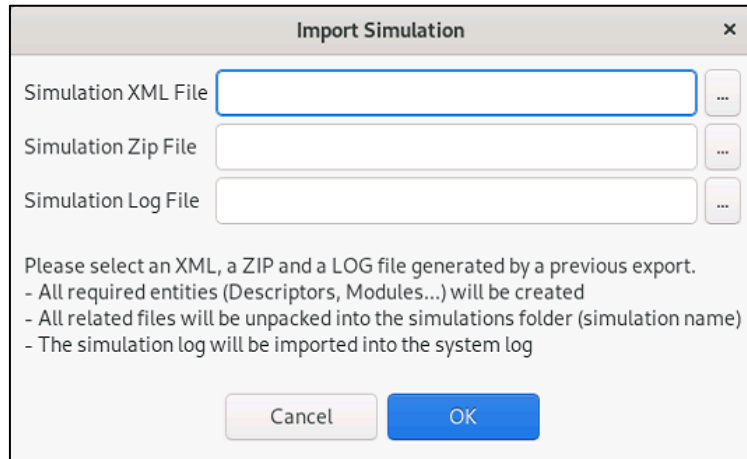 Import Simulation ×
Simulation XML File ...
Simulation Zip File ...
Simulation Log File ...
Please select an XML, a ZIP and a LOG file generated by a previous export.
- All required entities (Descriptors, Modules...) will be created
- All related files will be unpacked into the simulations folder (simulation name)
- The simulation log will be imported into the system log
Cancel OK